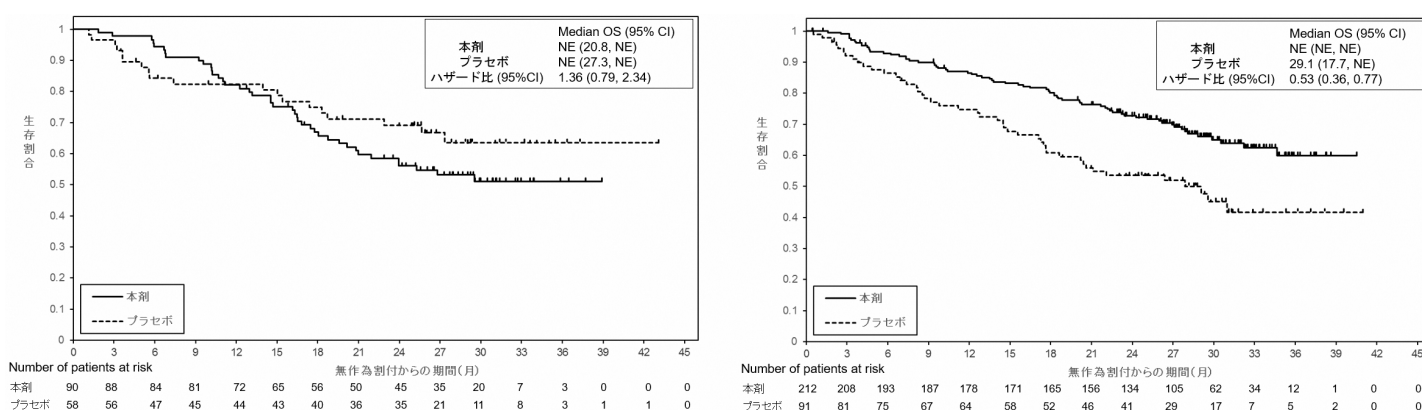 Median OS (95% CI)
本剤 NE (20.8, NE)
プラセボ NE (27.3, NE)
ハザード比 (95%CI) 1.36 (0.79, 2.34)
1
0.9
0.8
0.7
0.6
0.5
0.4
0.3
0.2
0.1
0
生存割合
本剤
プラセボ
0 3 6 9 12 15 18 21 24 27 30 33 36 39 42 45
無作為割付からの期間(月)
Number of patients at risk
本剤 90 88 84 81 72 65 56 50 45 35 20 7 3 0 0 0
プラセボ 58 56 47 45 44 43 40 36 35 21 11 8 3 1 1 0
Median OS (95% CI)
本剤 NE (NE, NE)
プラセボ 29.1 (17.7, NE)
ハザード比 (95%CI) 0.53 (0.36, 0.77)
1
0.9
0.8
0.7
0.6
0.5
0.4
0.3
0.2
0.1
0
生存割合
本剤
プラセボ
0 3 6 9 12 15 18 21 24 27 30 33 36 39 42 45
無作為割付からの期間(月)
Number of patients at risk
本剤 212 208 193 187 178 171 165 156 134 105 62 34 12 1 0 0
プラセボ 91 81 75 67 64 58 52 46 41 29 17 7 5 2 0 0